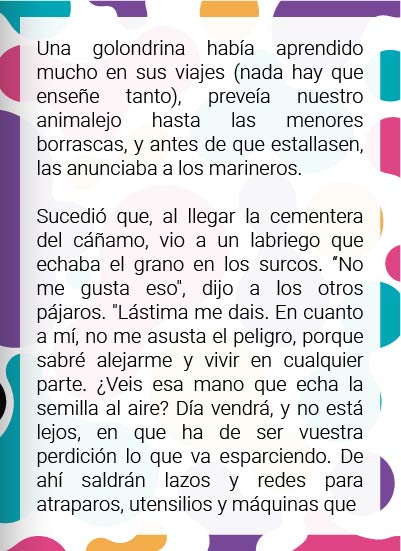 Una golondrina había aprendido
mucho en sus viajes (nada hay que
enseñe tanto), preveía nuestro
animalejo hasta las menores
borrascas, y antes de que estallasen,
las anunciaba a los marineros.
Sucedió que, al llegar la cementera
del cáñamo, vio a un labriego que
echaba el grano en los surcos. “No
me gusta eso", dijo a los otros
pájaros. "Lástima me dais. En cuanto
a mí, no me asusta el peligro, porque
sabré alejarme y vivir en cualquier
parte. ¿Veis esa mano que echa la
semilla al aire? Día vendrá, y no está
lejos, en que ha de ser vuestra
perdición lo que va esparciendo. De
ahí saldrán lazos y redes para
atraparos, utensilios y máquinas que